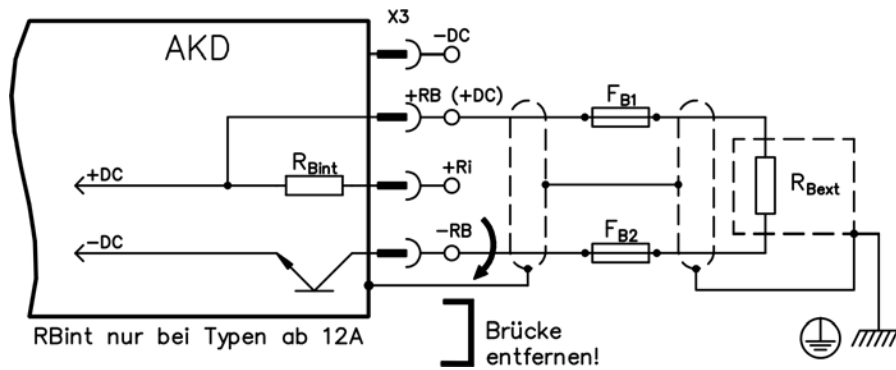 X3
AKD
-DC
+RB (+DC)
FB1
RBint
+DC
+Ri
RBext
-RB
FB2
-DC
RBint nur bei Typen ab 12A
Brücke
entfernen!